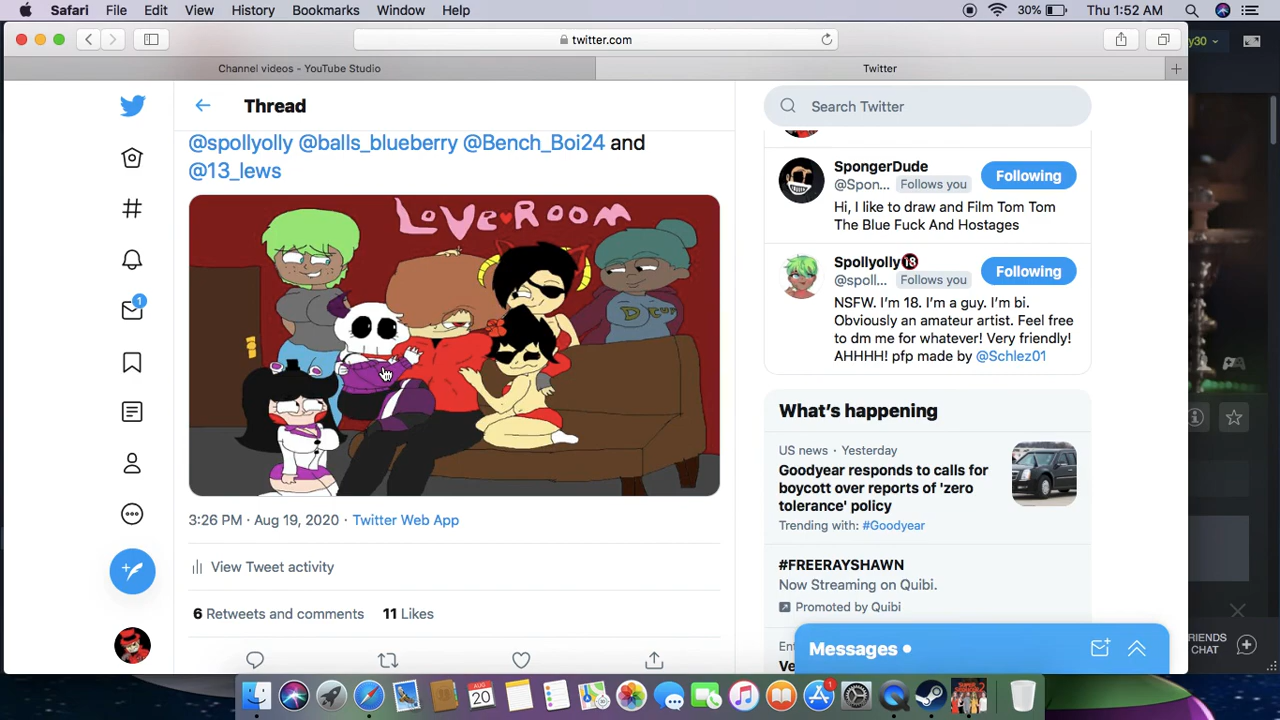 Safari File Edit View History Bookmarks Window Help 30% Thu 1:52 AM
twitter.com
Channel videos - YouTube Studio Twitter +
Thread
@spollyolly @balls_blueberry @Bench_Boi24 and
@13_lews
LOVE ROOM
3:26 PM · Aug 19, 2020 · Twitter Web App
View Tweet activity
6 Retweets and comments 11 Likes
Search Twitter
SpongerDude
@Spon... Follows you
Following
Hi, I like to draw and Film Tom Tom
The Blue Fuck And Hostages
Spollyolly🔞
@spoll... Follows you
Following
NSFW. I'm 18. I'm a guy. I'm bi.
Obviously an amateur artist. Feel free
to dm me for whatever! Very friendly!
AHHHH! pfp made by @Schlez01
What's happening
US news · Yesterday
Goodyear responds to calls for
boycott over reports of 'zero
tolerance' policy
Trending with: #Goodyear
#FREERAYSHAWN
Now Streaming on Quibi.
Promoted by Quibi
Messages
1
y30
FRIENDS
CHAT
AUG
20
1